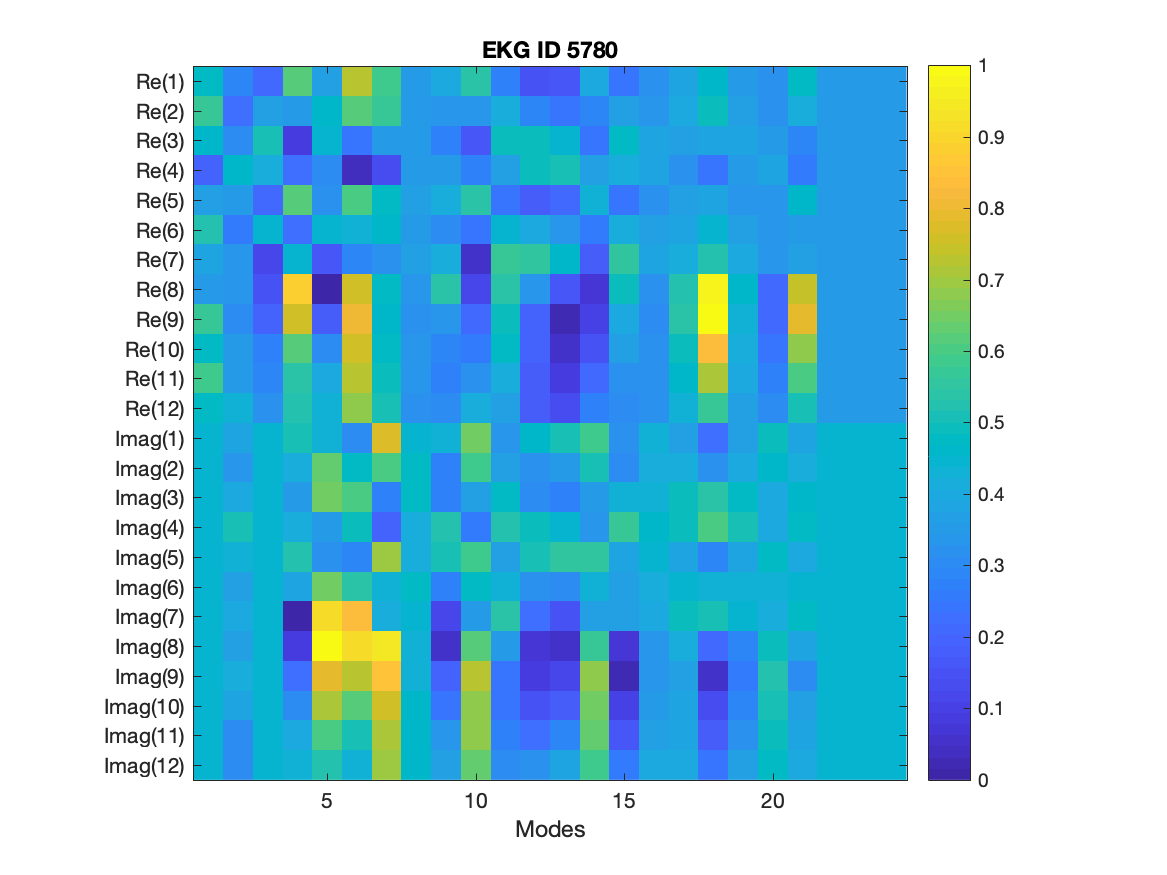 EKG ID 5780
Re(1)
Re(2)
Re(3)
Re(4)
Re(5)
Re(6)
Re(7)
Re(8)
Re(9)
Re(10)
Re(11)
Re(12)
Imag(1)
Imag(2)
Imag(3)
Imag(4)
Imag(5)
Imag(6)
Imag(7)
Imag(8)
Imag(9)
Imag(10)
Imag(11)
Imag(12)
5 10 15 20
Modes
1
0.9
0.8
0.7
0.6
0.5
0.4
0.3
0.2
0.1
0